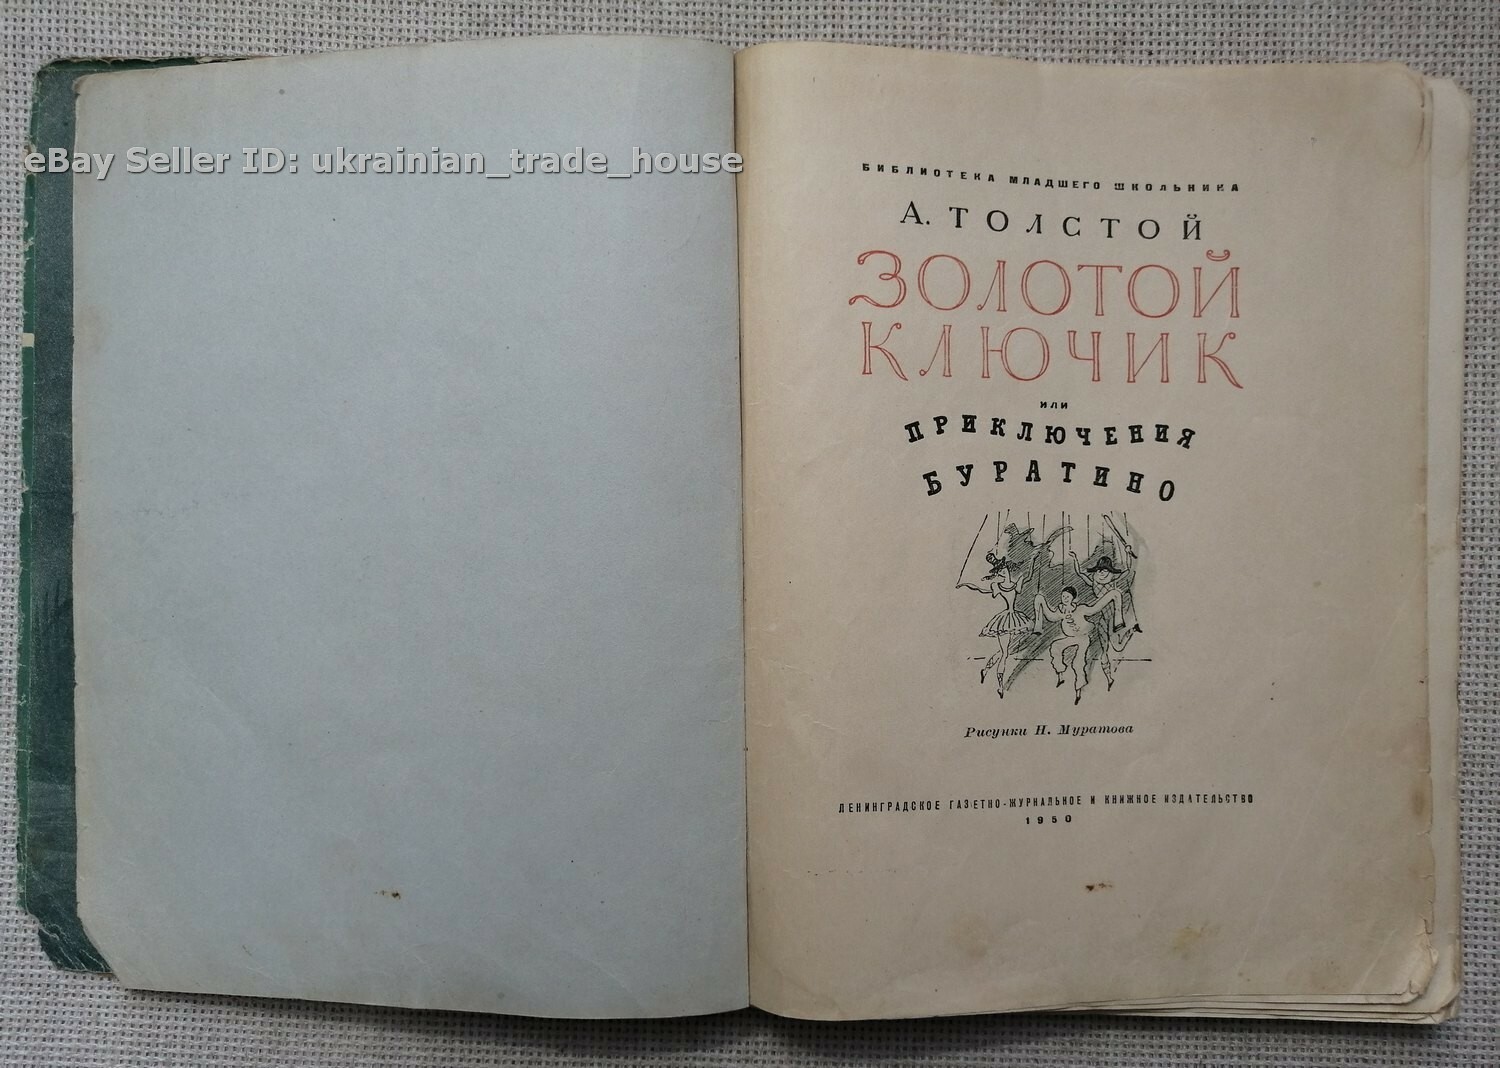 eBay Seller ID: ukrainian_trade_house
БИБЛИОТЕКА МЛАДШЕГО ШКОЛЬНИКА
А. ТОЛСТОЙ
ЗОЛОТОЙ
КЛЮЧИК
ИЛИ
ПРИКЛЮЧЕНИЯ
БУРАТИНО
Рисунки Н. Муратова
ЛЕНИНГРАДСКОЕ ГАЗЕТНО-ЖУРНАЛЬНОЕ И КНИЖНОЕ ИЗДАТЕЛЬСТВО
1950